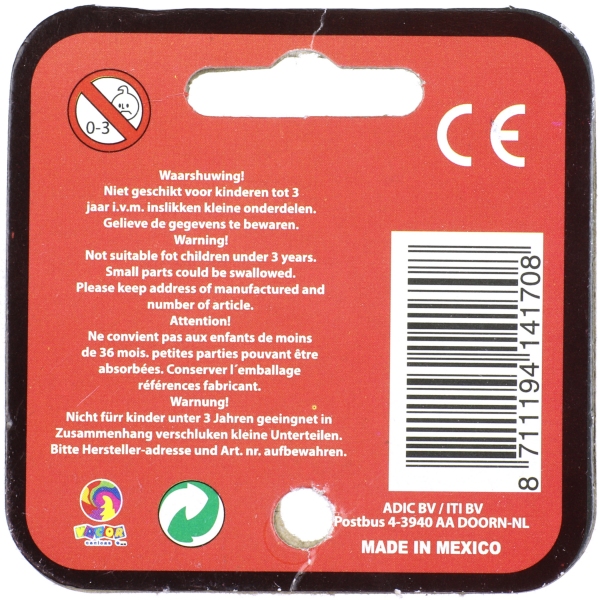 0-3
CE
Waarshuwing!
Niet geschikt voor kinderen tot 3
jaar i.v.m. inslikken kleine onderdelen.
Gelieve de gegevens te bewaren.
Warning!
Not suitable fot children under 3 years.
Small parts could be swallowed.
Please keep address of manufactured and
number of article.
Attention!
Ne convient pas aux enfants de moins
de 36 mois. petites parties pouvant être
absorbées. Conserver l´emballage
références fabricant.
Warnung!
Nicht fürr kinder unter 3 Jahren geeingnet in
Zusammenhang verschluken kleine Unterteilen.
Bitte Hersteller-adresse und Art. nr. aufbewahren.
8 711194 141708
ADIC BV / ITI BV
Postbus 4-3940 AA DOORN-NL
MADE IN MEXICO